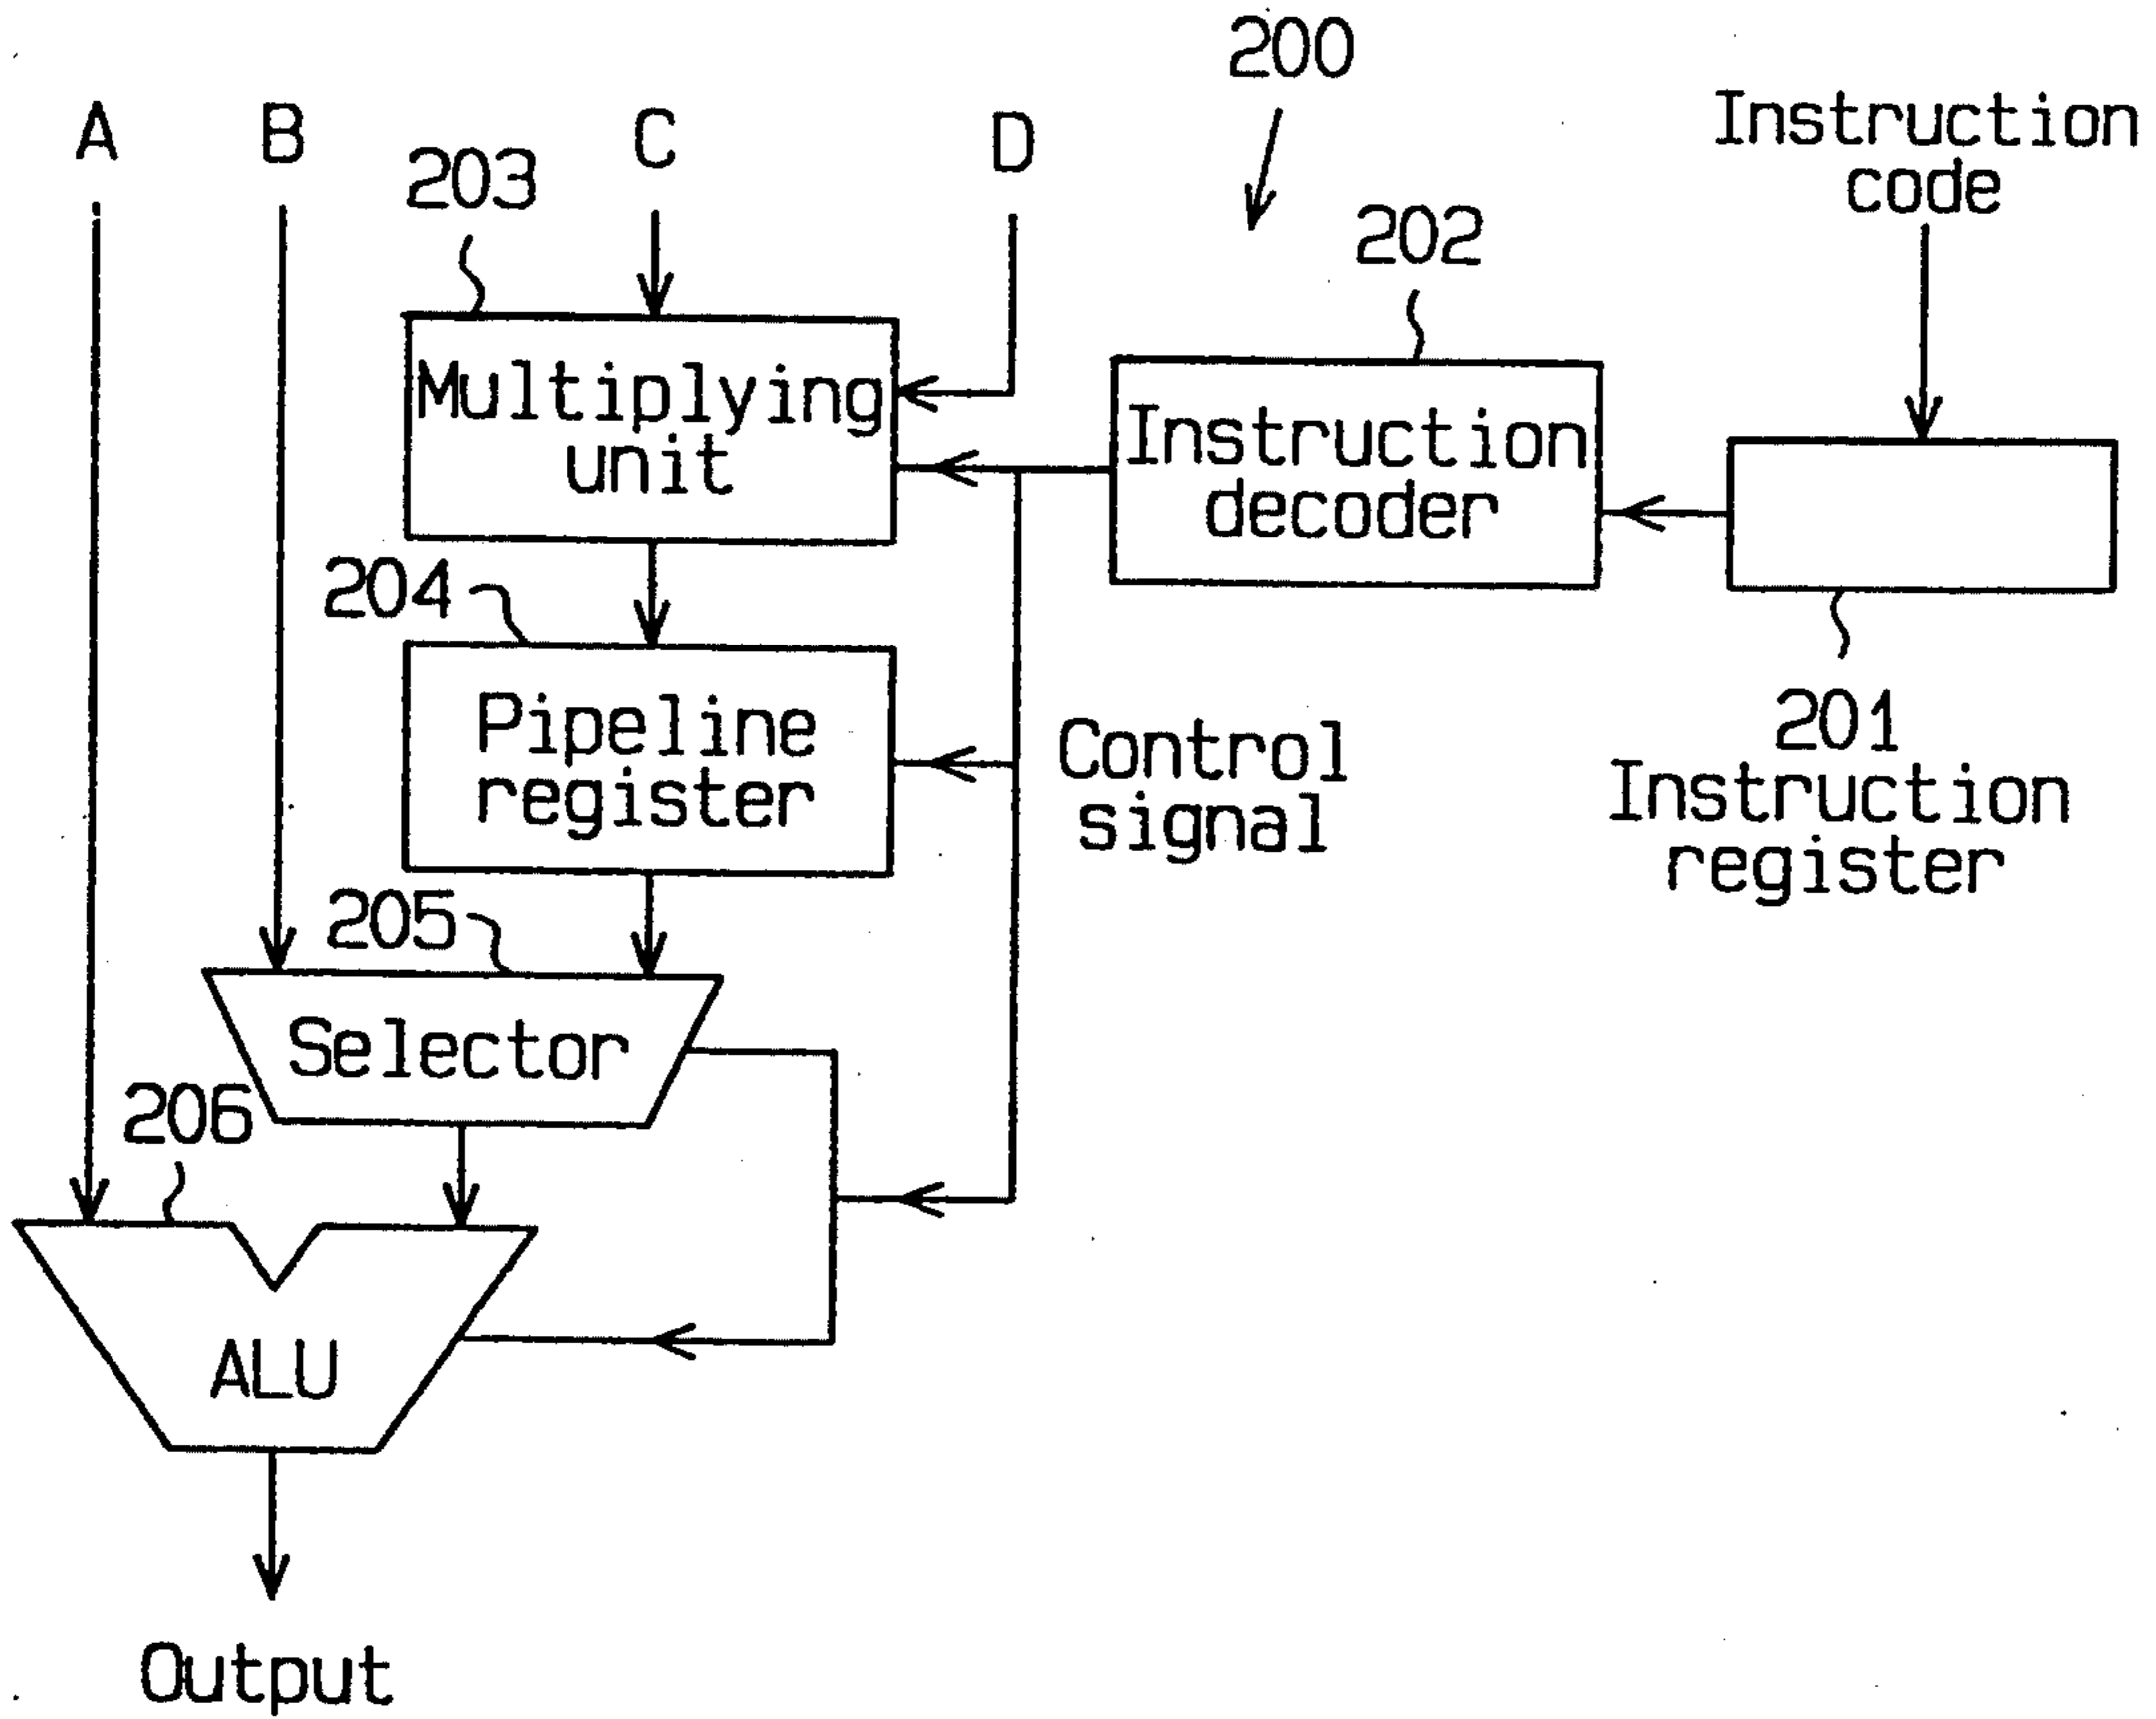 200
A
B
C
D
Instruction
code
203
202
Multiplying
unit
Instruction
decoder
204
Pipeline
register
Control
signal
201
Instruction
register
205
Selector
206
ALU
Output